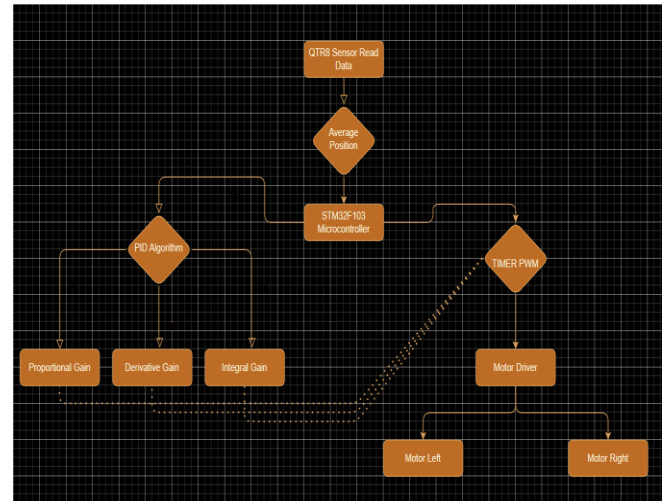 QTR8 Sensor Read
Data
Average
Position
STM32F103
Microcontroller
PID Algorithm
TIMER PWM
Proportional Gain
Derivative Gain
Integral Gain
Motor Driver
Motor Left
Motor Right